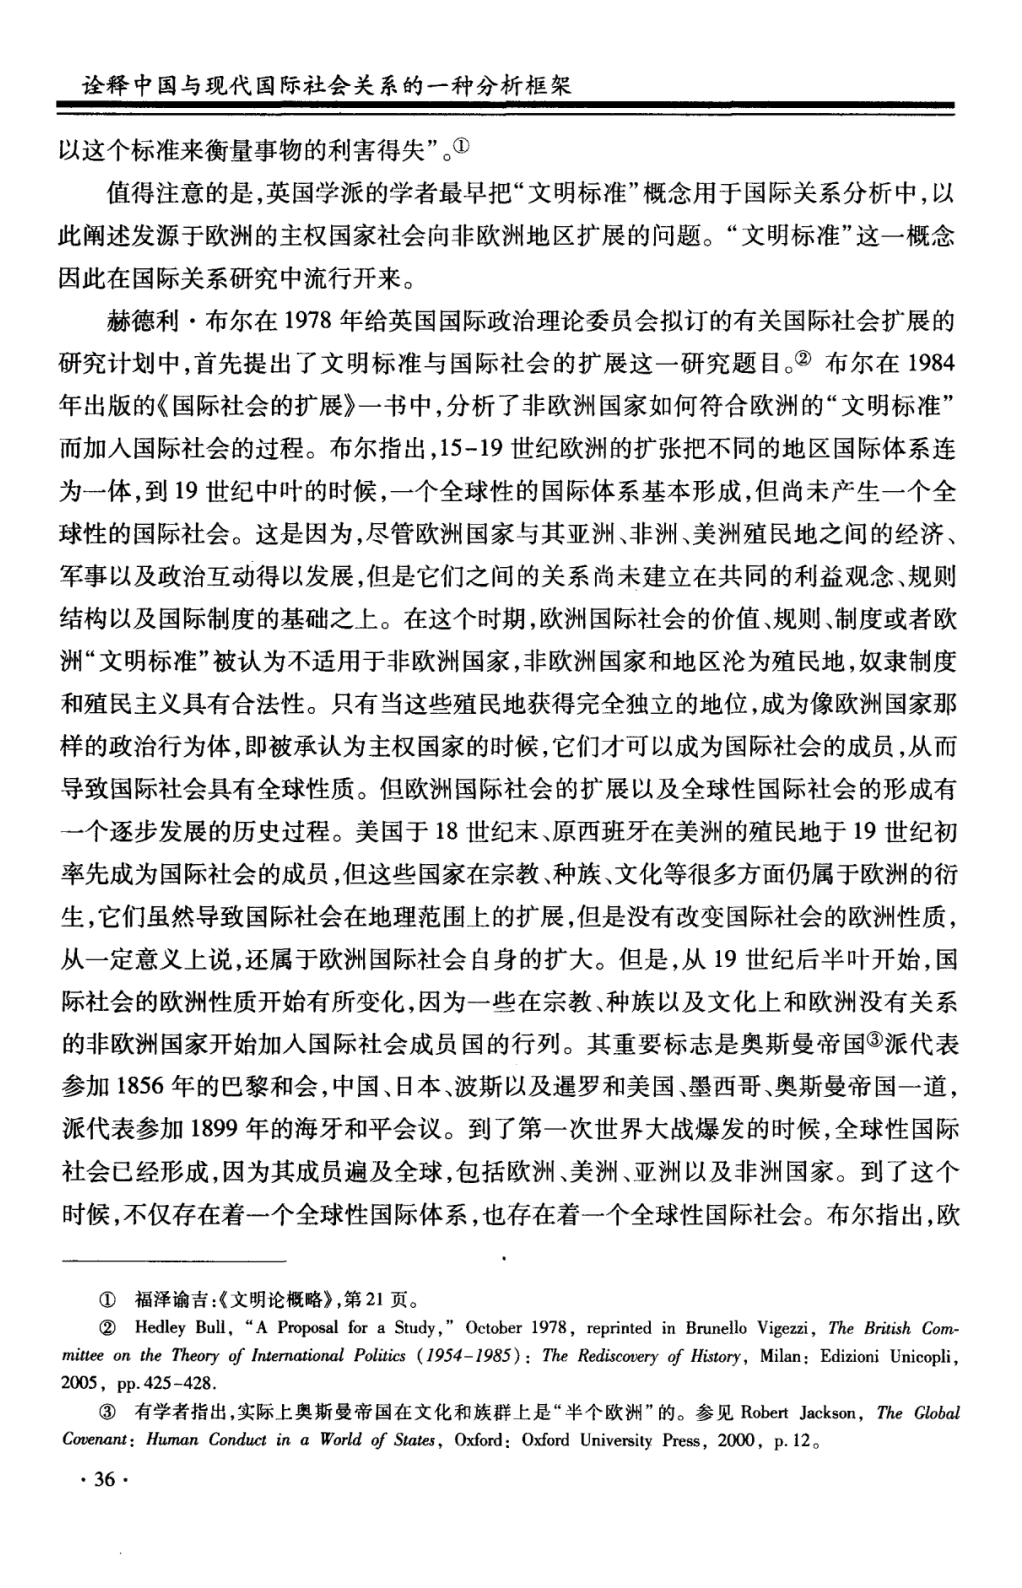 诠释中国与现代国际社会关系的一种分析框架
以这个标准来衡量事物的利害得失”。①
值得注意的是,英国学派的学者最早把“文明标准”概念用于国际关系分析中,以
此阐述发源于欧洲的主权国家社会向非欧洲地区扩展的问题。“文明标准”这一概念
因此在国际关系研究中流行开来。
赫德利·布尔在 1978 年给英国国际政治理论委员会拟订的有关国际社会扩展的
研究计划中,首先提出了文明标准与国际社会的扩展这一研究题目。② 布尔在 1984
年出版的《国际社会的扩展》一书中,分析了非欧洲国家如何符合欧洲的“文明标准”
而加入国际社会的过程。布尔指出,15-19 世纪欧洲的扩张把不同的地区国际体系连
为一体,到 19 世纪中叶的时候,一个全球性的国际体系基本形成,但尚未产生一个全
球性的国际社会。这是因为,尽管欧洲国家与其亚洲、非洲、美洲殖民地之间的经济、
军事以及政治互动得以发展,但是它们之间的关系尚未建立在共同的利益观念、规则
结构以及国际制度的基础之上。在这个时期,欧洲国际社会的价值、规则、制度或者欧
洲“文明标准”被认为不适用于非欧洲国家,非欧洲国家和地区沦为殖民地,奴隶制度
和殖民主义具有合法性。只有当这些殖民地获得完全独立的地位,成为像欧洲国家那
样的政治行为体,即被承认为主权国家的时候,它们才可以成为国际社会的成员,从而
导致国际社会具有全球性质。但欧洲国际社会的扩展以及全球性国际社会的形成有
一个逐步发展的历史过程。美国于 18 世纪末、原西班牙在美洲的殖民地于 19 世纪初
率先成为国际社会的成员,但这些国家在宗教、种族、文化等很多方面仍属于欧洲的衍
生,它们虽然导致国际社会在地理范围上的扩展,但是没有改变国际社会的欧洲性质,
从一定意义上说,还属于欧洲国际社会自身的扩大。但是,从 19 世纪后半叶开始,国
际社会的欧洲性质开始有所变化,因为一些在宗教、种族以及文化上和欧洲没有关系
的非欧洲国家开始加入国际社会成员国的行列。其重要标志是奥斯曼帝国③派代表
参加 1856 年的巴黎和会,中国、日本、波斯以及暹罗和美国、墨西哥、奥斯曼帝国一道,
派代表参加 1899 年的海牙和平会议。到了第一次世界大战爆发的时候,全球性国际
社会已经形成,因为其成员遍及全球,包括欧洲、美洲、亚洲以及非洲国家。到了这个
时候,不仅存在着一个全球性国际体系,也存在着一个全球性国际社会。布尔指出,欧
① 福泽谕吉:《文明论概略》,第 21 页。
② Hedley Bull, “A Proposal for a Study,” October 1978, reprinted in Brunello Vigezzi, The British Com-
mittee on the Theory of International Politics (1954-1985): The Rediscovery of History, Milan: Edizioni Unicopli,
2005, pp. 425-428.
③ 有学者指出,实际上奥斯曼帝国在文化和族群上是“半个欧洲”的。参见 Robert Jackson, The Global
Covenant: Human Conduct in a World of States, Oxford: Oxford University Press, 2000, p. 12。
·36·